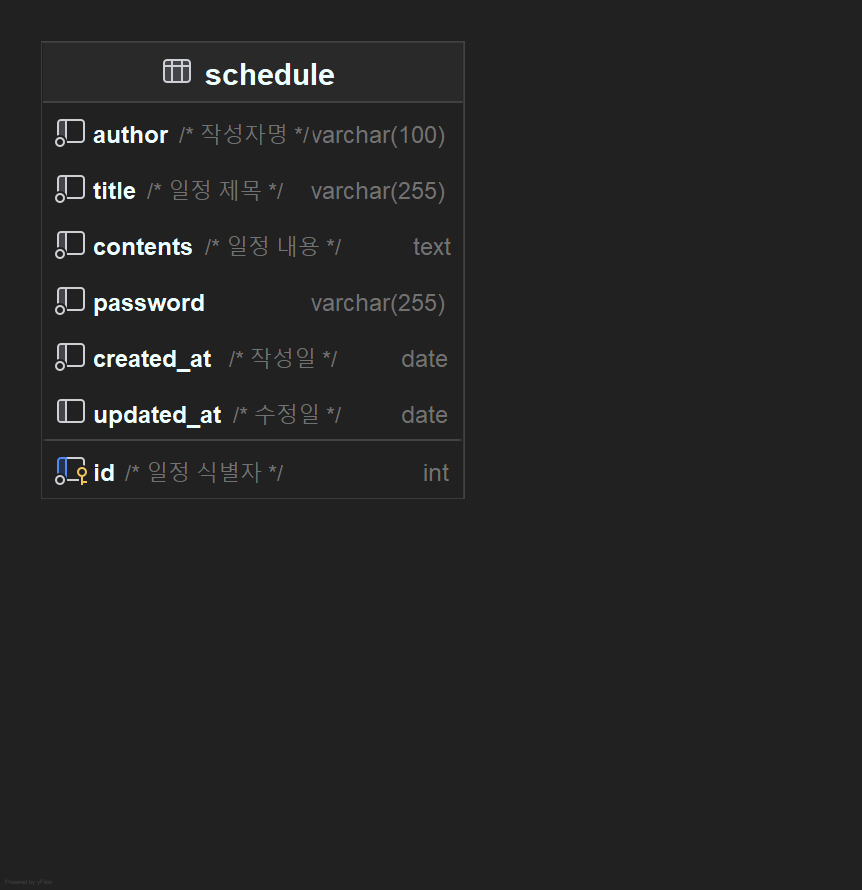 schedule
author /* 작성자명 */ varchar(100)
title /* 일정 제목 */ varchar(255)
contents /* 일정 내용 */ text
password varchar(255)
created_at /* 작성일 */ date
updated_at /* 수정일 */ date
id /* 일정 식별자 */ int
Powered by yFiles